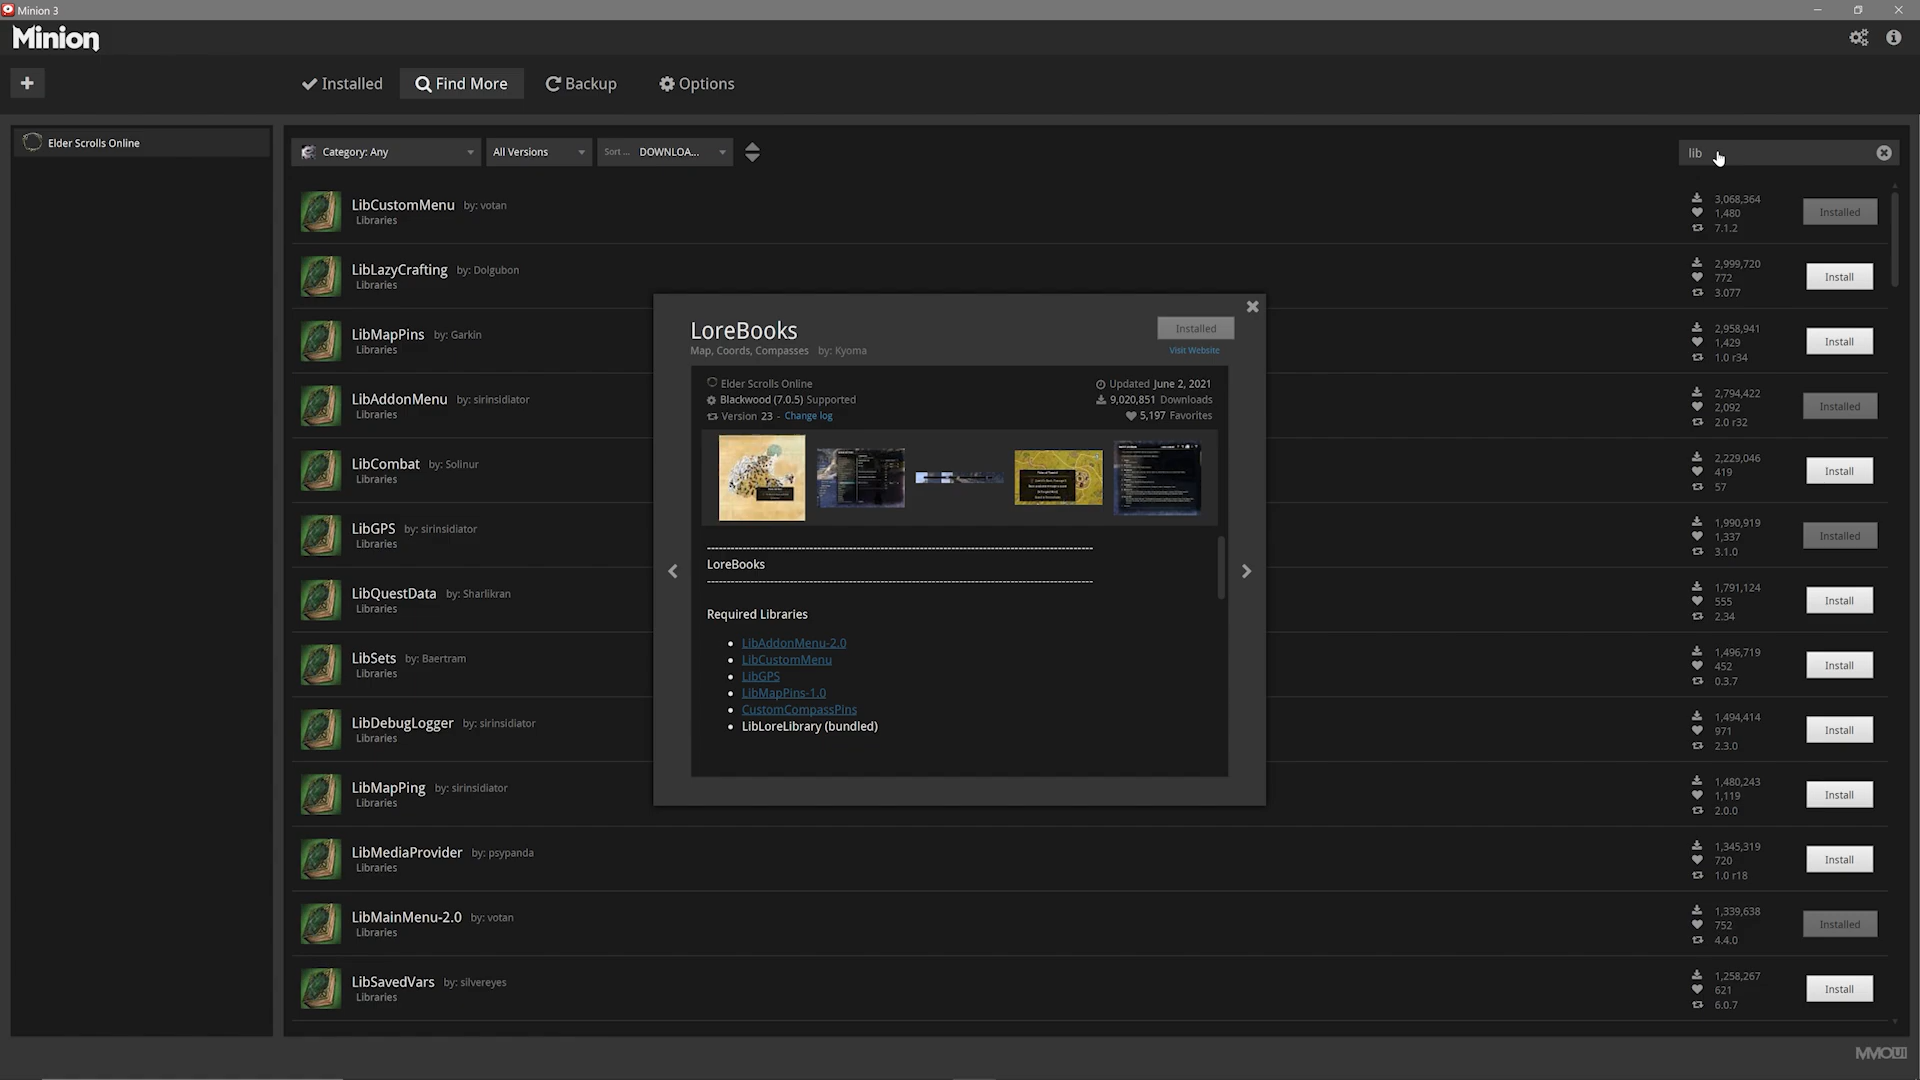 Minion 3
Minion
Installed
Find More
Backup
Options
Elder Scrolls Online
Category: Any
All Versions
Sort ... DOWNLOA...
lib
LibCustomMenu by: votan
Libraries
3,068,364
1,480
7.1.2
Installed
LibLazyCrafting by: Dolgubon
Libraries
2,999,720
772
3.077
Install
LibMapPins by: Garkin
Libraries
2,958,941
1,429
1.0 r34
Install
LibAddonMenu by: sirinsidiator
Libraries
2,794,422
2,092
2.0 r32
Installed
LibCombat by: Solinur
Libraries
2,229,046
419
57
Install
LibGPS by: sirinsidiator
Libraries
1,990,919
1,337
3.1.0
Installed
LibQuestData by: Sharlikran
Libraries
1,791,124
555
2.34
Install
LibSets by: Baertram
Libraries
1,496,719
452
0.3.7
Install
LibDebugLogger by: sirinsidiator
Libraries
1,494,414
971
2.3.0
Install
LibMapPing by: sirinsidiator
Libraries
1,480,243
1,119
2.0.0
Install
LibMediaProvider by: psypanda
Libraries
1,345,319
720
1.0 r18
Install
LibMainMenu-2.0 by: votan
Libraries
1,339,638
752
4.4.0
Installed
LibSavedVars by: silvereyes
Libraries
1,258,267
621
6.0.7
Install
LoreBooks
Installed
Map, Coords, Compasses by: Kyoma
Visit Website
Elder Scrolls Online
Updated June 2, 2021
Blackwood (7.0.5) Supported
9,020,851 Downloads
Version 23 - Change log
5,197 Favorites
LoreBooks
Required Libraries
LibAddonMenu-2.0
LibCustomMenu
LibGPS
LibMapPins-1.0
CustomCompassPins
LibLoreLibrary (bundled)
MMOUI